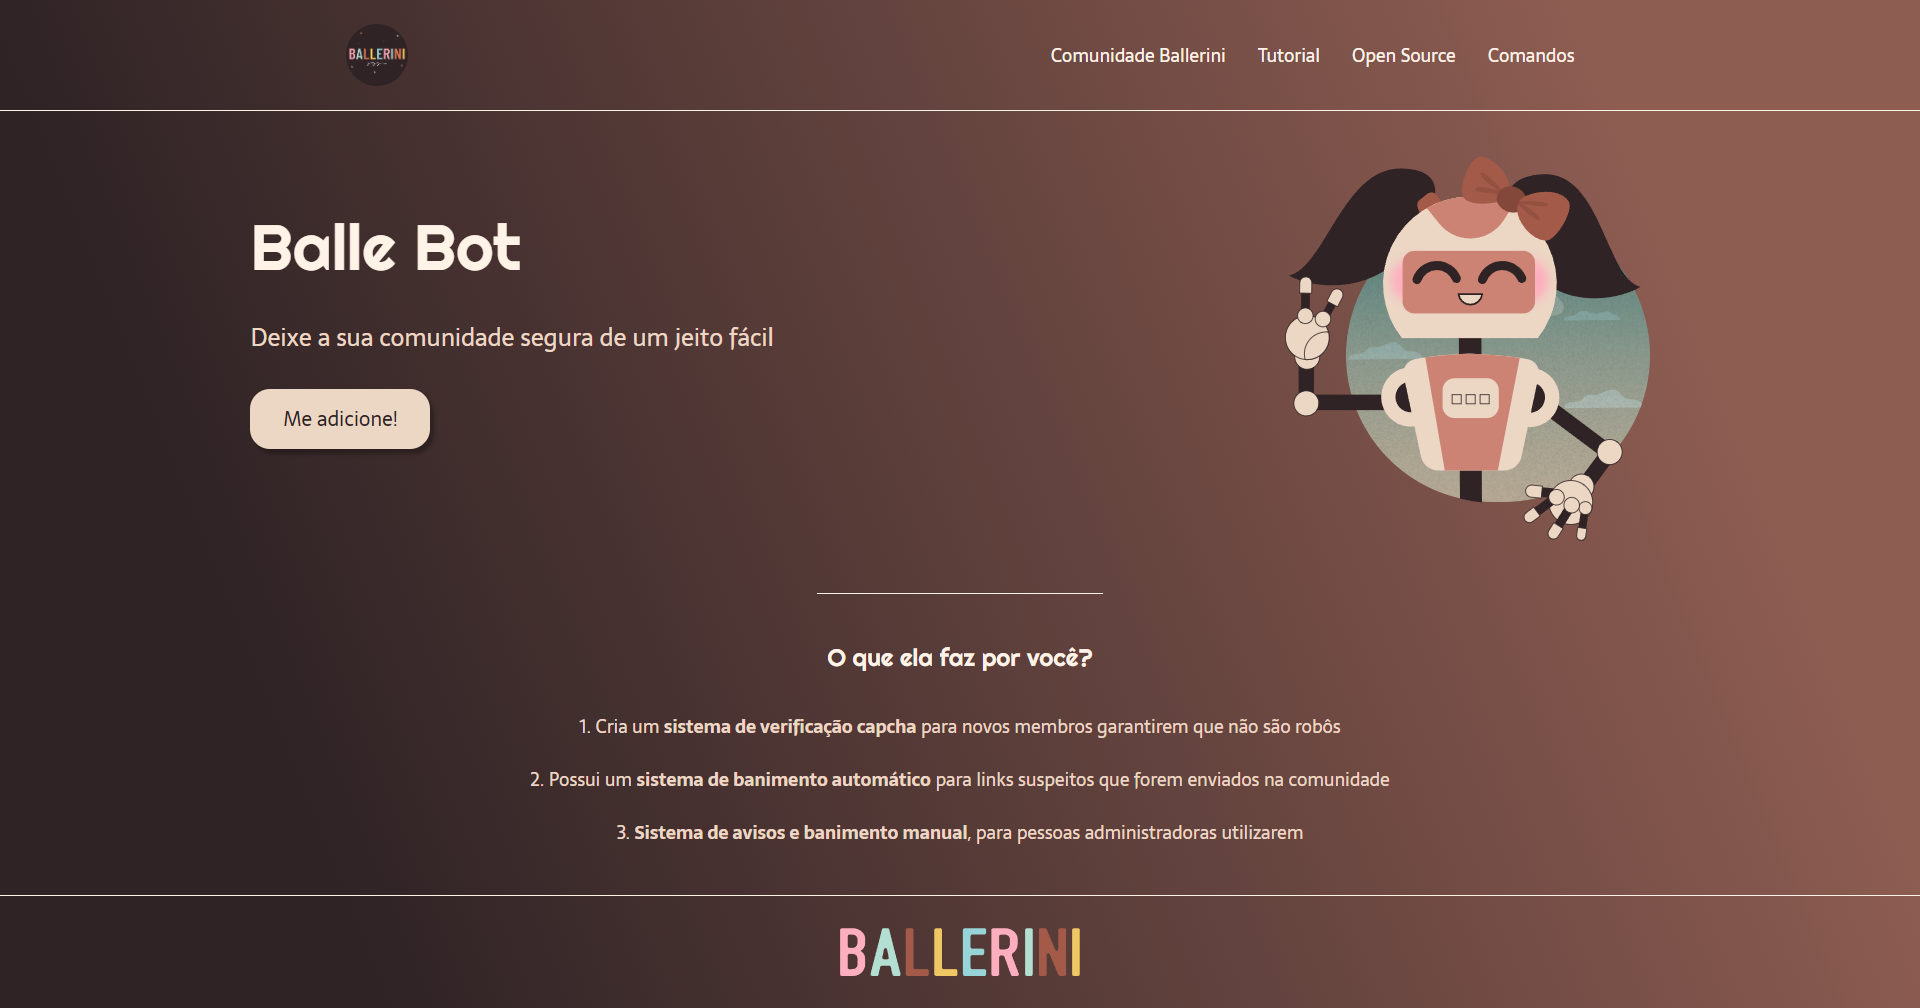 BALLERINI
Comunidade Ballerini
Tutorial
Open Source
Comandos
Balle Bot
Deixe a sua comunidade segura de um jeito fácil
Me adicione!
O que ela faz por você?
1. Cria um sistema de verificação capcha para novos membros garantirem que não são robôs
2. Possui um sistema de banimento automático para links suspeitos que forem enviados na comunidade
3. Sistema de avisos e banimento manual, para pessoas administradoras utilizarem
BALLERINI